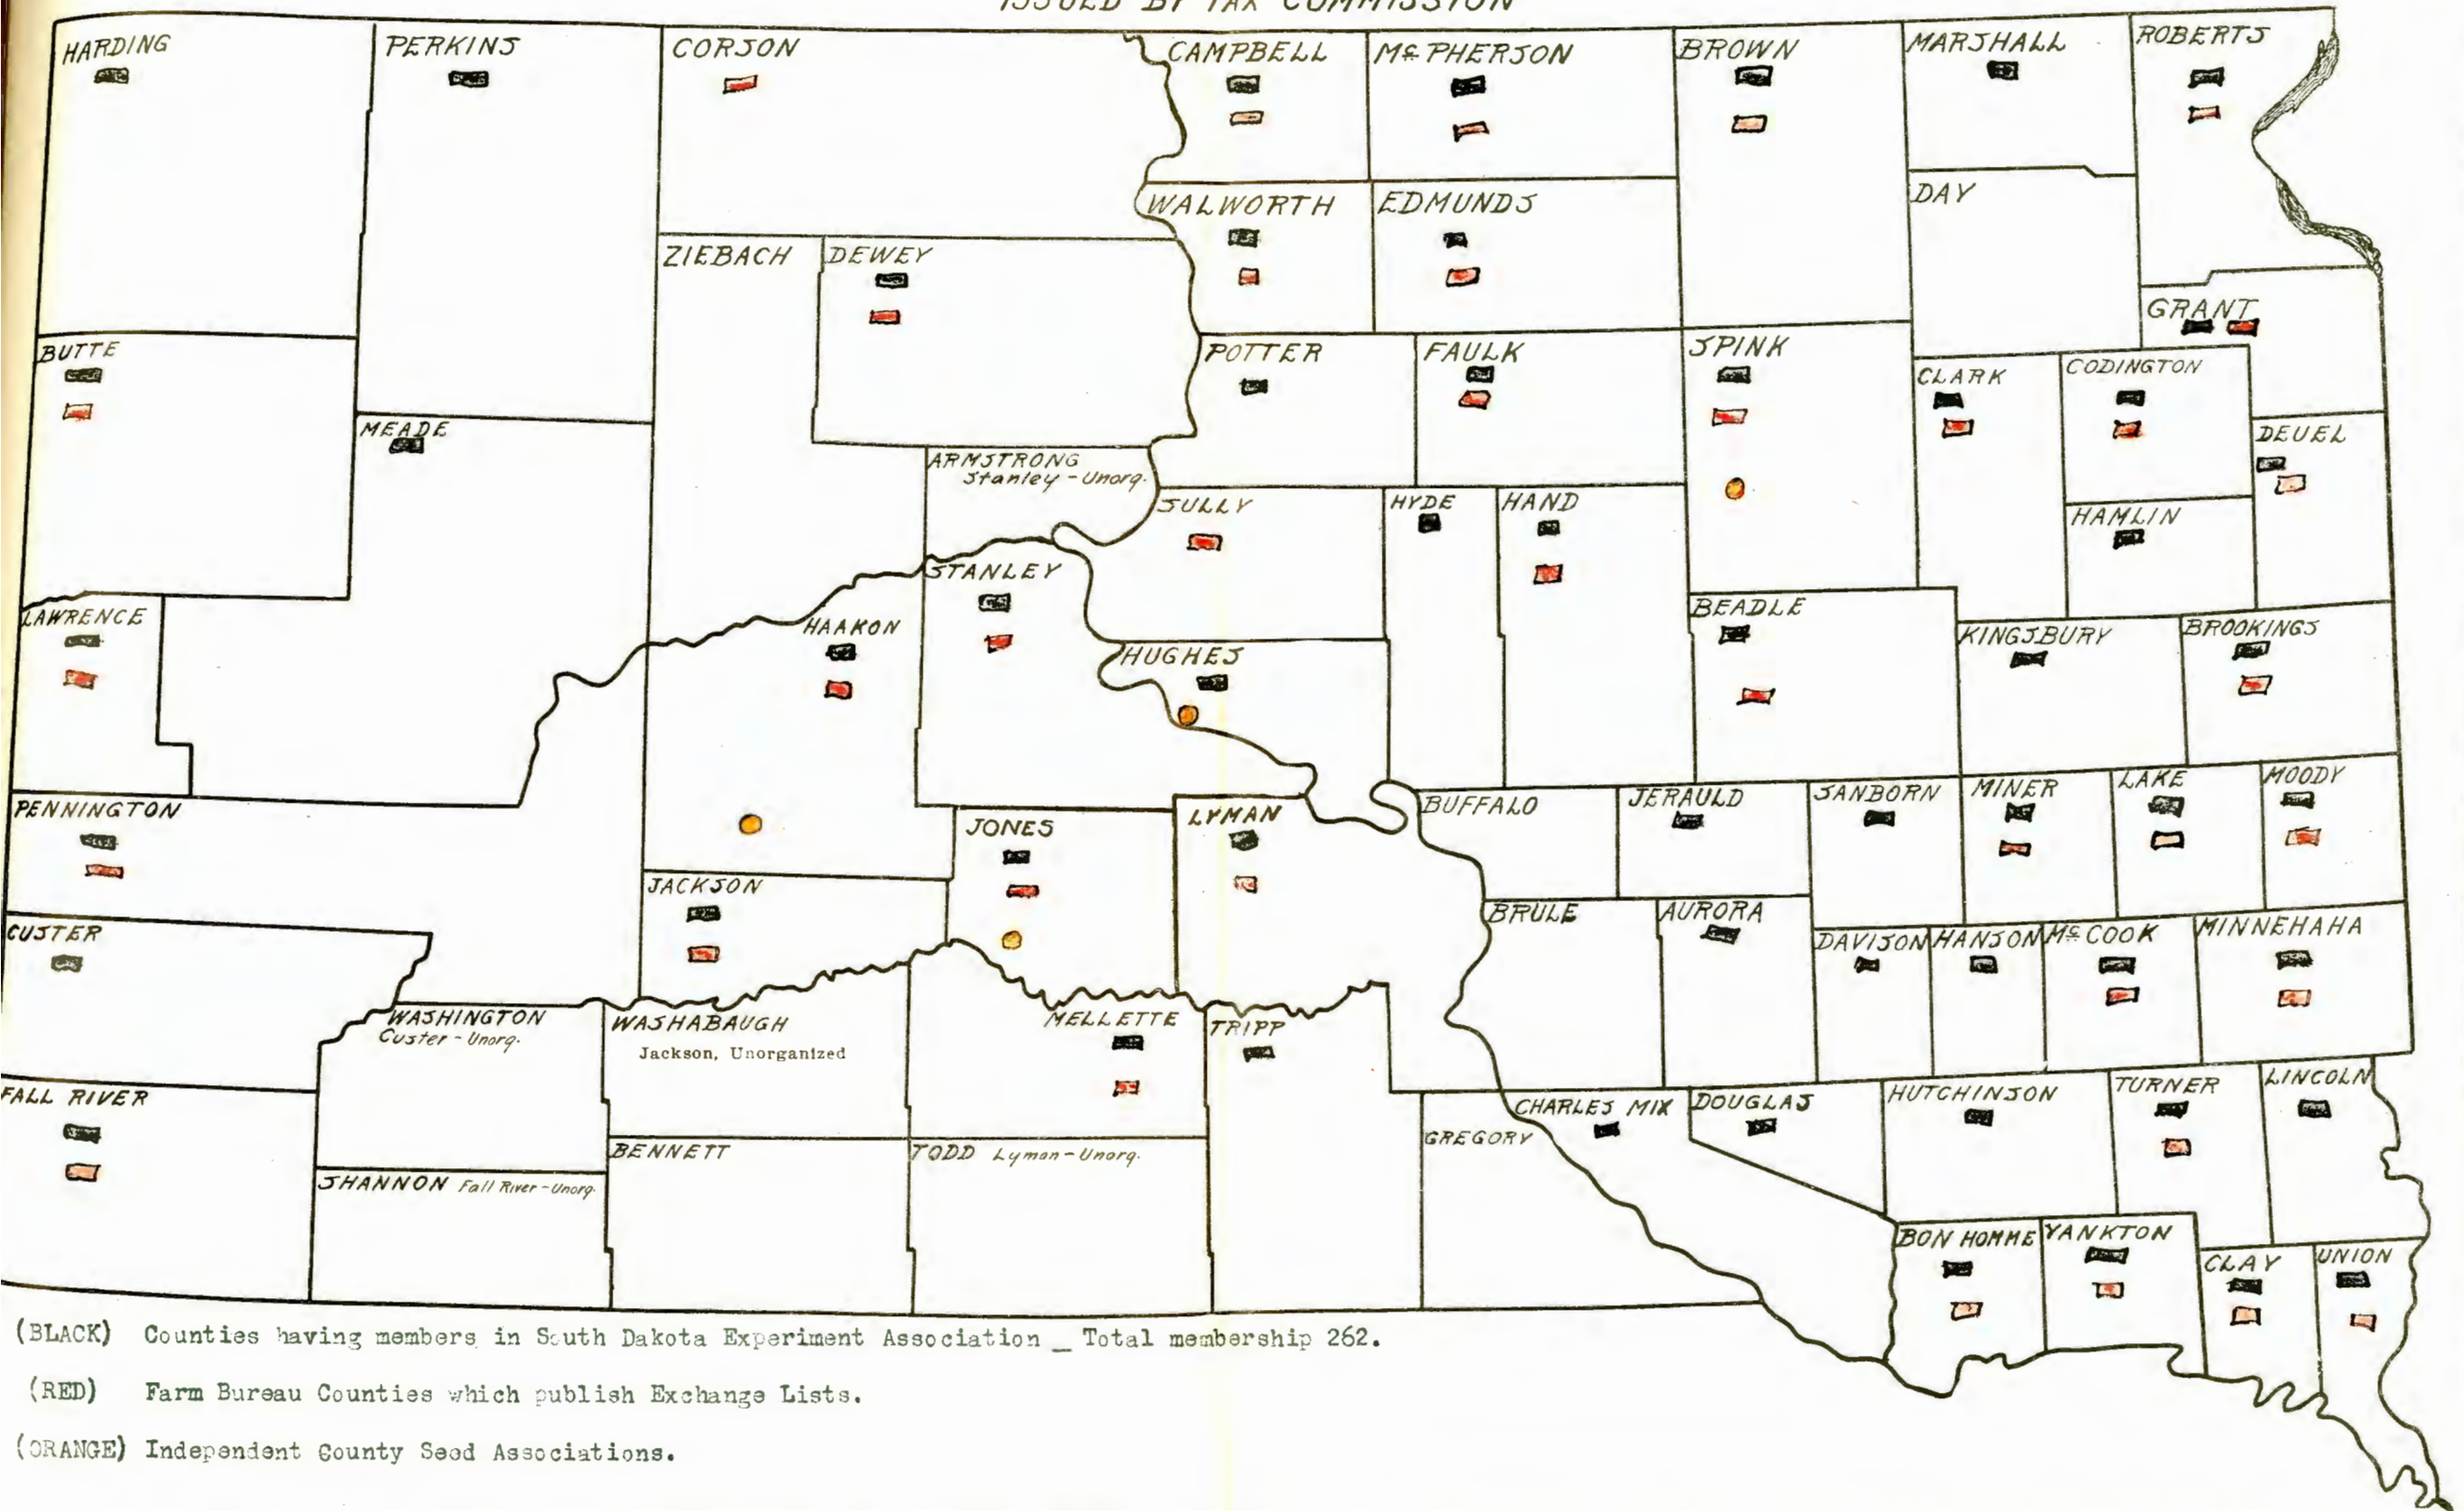 ISSUED BY TAX COMMISSION
HARDING
PERKINS
CORSON
CAMPBELL
McPHERSON
BROWN
MARSHALL
ROBERTS
WALWORTH
EDMUNDS
DAY
ZIEBACH
DEWEY
GRANT
BUTTE
POTTER
FAULK
SPINK
CLARK
CODINGTON
MEADE
DEUEL
ARMSTRONG
Stanley - Unorg.
SULLY
HYDE
HAND
HAMLIN
STANLEY
LAWRENCE
HAAKON
BEADLE
KINGSBURY
BROOKINGS
HUGHES
PENNINGTON
JONES
LYMAN
BUFFALO
JERAULD
SANBORN
MINER
LAKE
MOODY
JACKSON
CUSTER
BRULE
AURORA
DAVISON
HANSON
McCOOK
MINNEHAHA
WASHINGTON
Custer - Unorg.
WASHABAUGH
Jackson, Unorganized
MELLETTE
TRIPP
FALL RIVER
CHARLES MIX
DOUGLAS
HUTCHINSON
TURNER
LINCOLN
GREGORY
BENNETT
TODD Lyman - Unorg.
SHANNON Fall River - Unorg.
BON HOMME
YANKTON
CLAY
UNION
(BLACK) Counties having members in South Dakota Experiment Association _ Total membership 262.
(RED) Farm Bureau Counties which publish Exchange Lists.
(ORANGE) Independent County Seed Associations.